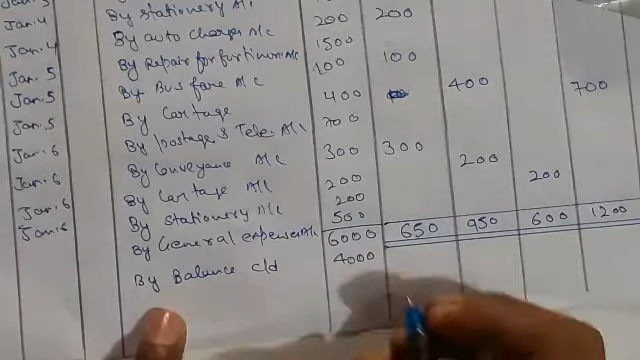 Jan.4 By stationery A/c 200 200
Jan.4 By auto charges A/c 1500
Jan.5 By Repair for furtinure A/c 100 100
Jan.5 By Bus fare A/c 400 400 700
Jan.5 By Cartage 700
Jan.6 By postage & Tele. A/c 300 300
Jan.6 By Conveyance A/c 200 200
Jan.6 By Cartage A/c 200 200
Jan.6 By stationery A/c 500
By General expenses A/c 6000 650 950 600 1200
By Balance c/d 4000